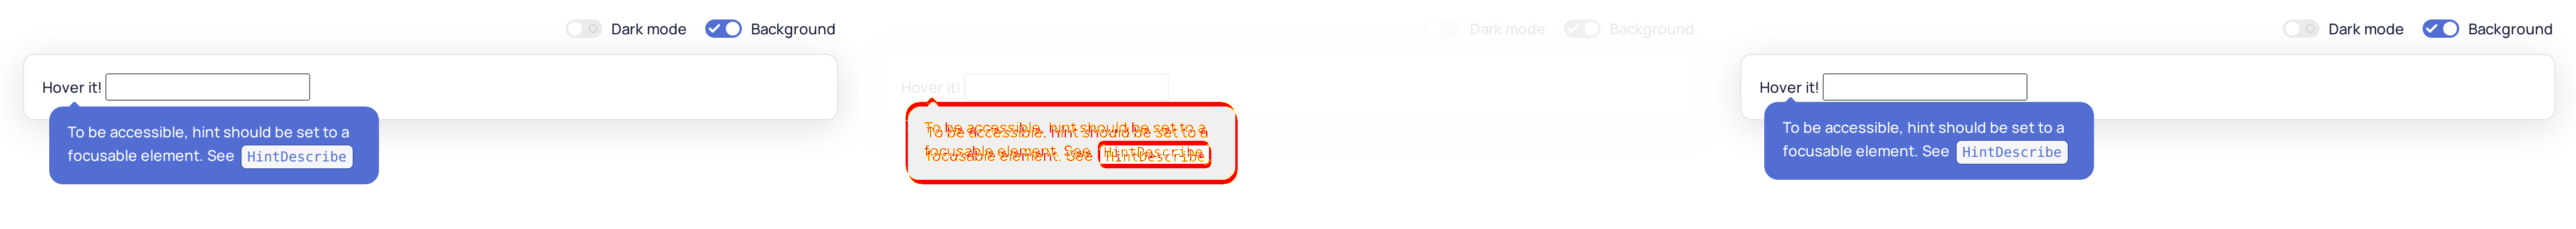 Dark mode Background
Hover it!
To be accessible, hint should be set to a
focusable element. See HintDescribe
Dark mode Background
Hover it!
To be accessible, hint should be set to a
focusable element. See HintDescribe
Dark mode Background
Hover it!
To be accessible, hint should be set to a
focusable element. See HintDescribe